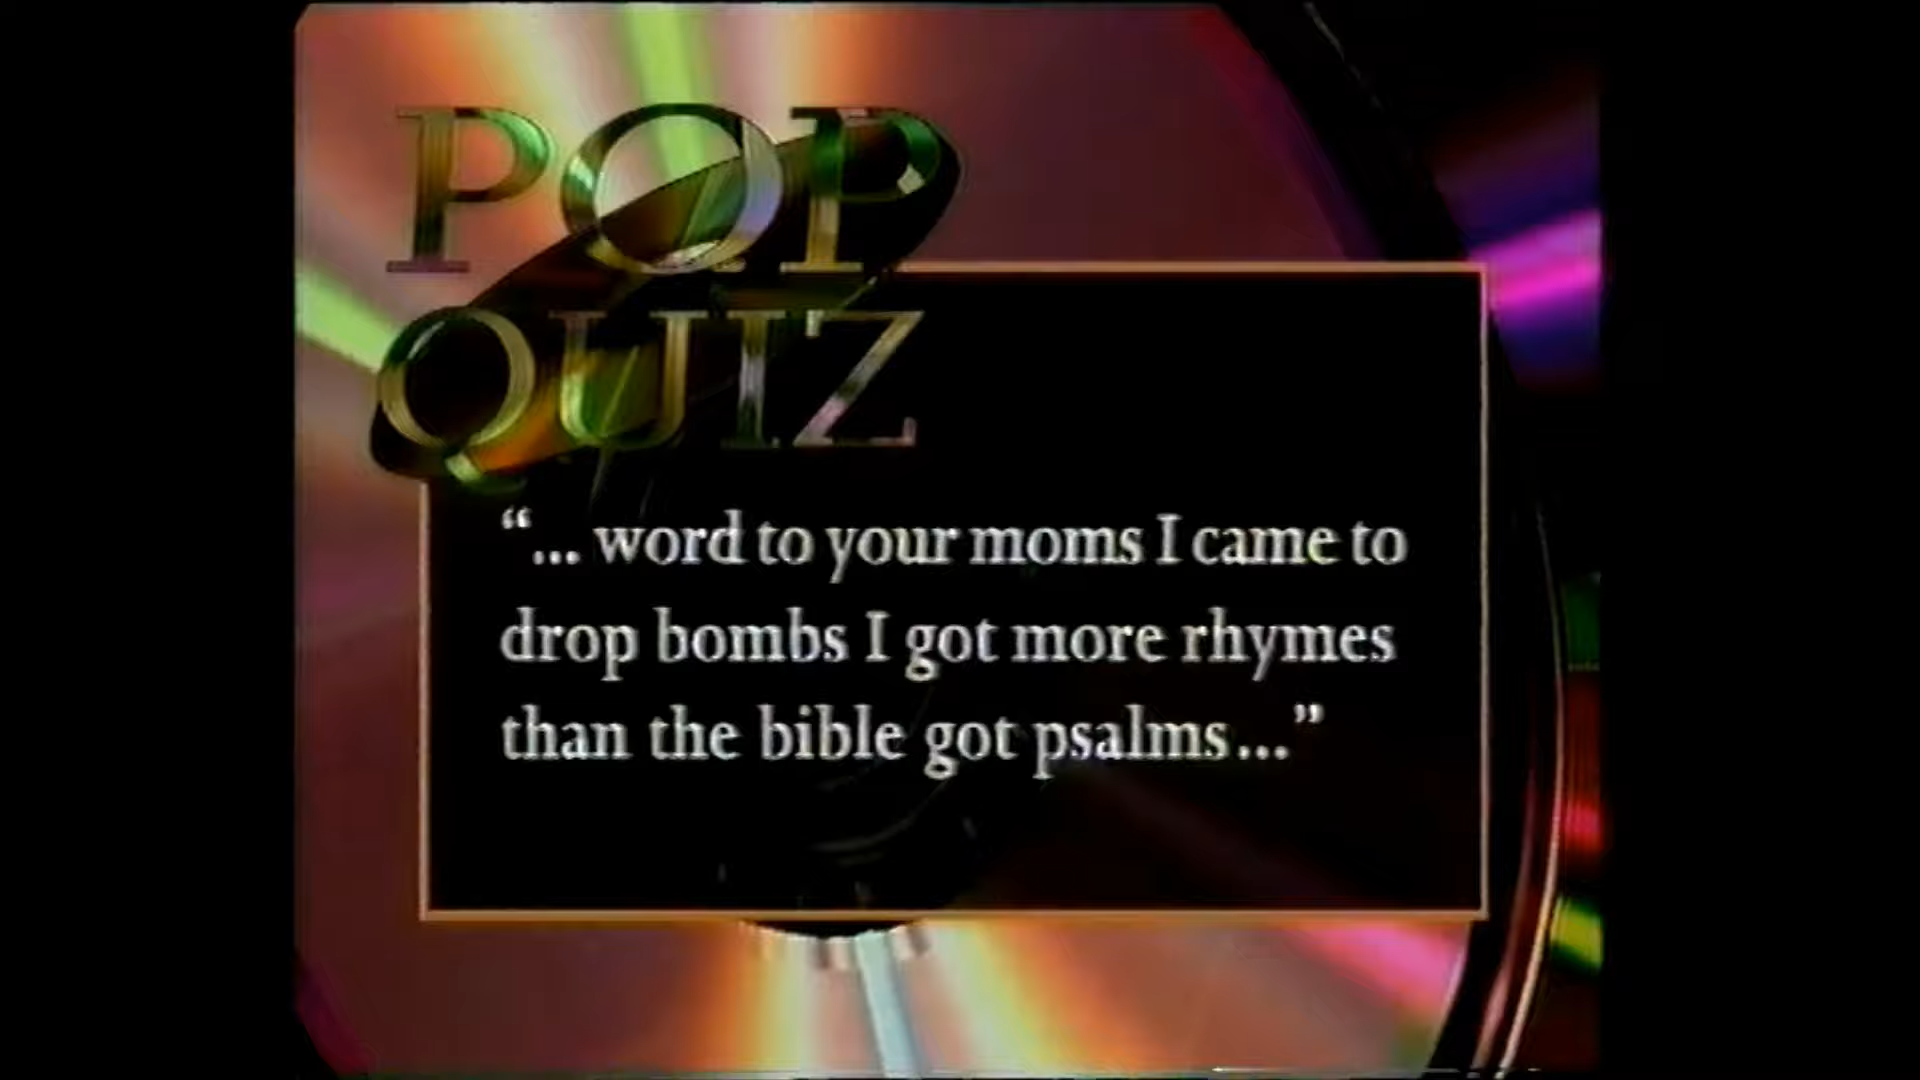 POP
QUIZ
“... word to your moms I came to
drop bombs I got more rhymes
than the bible got psalms...”